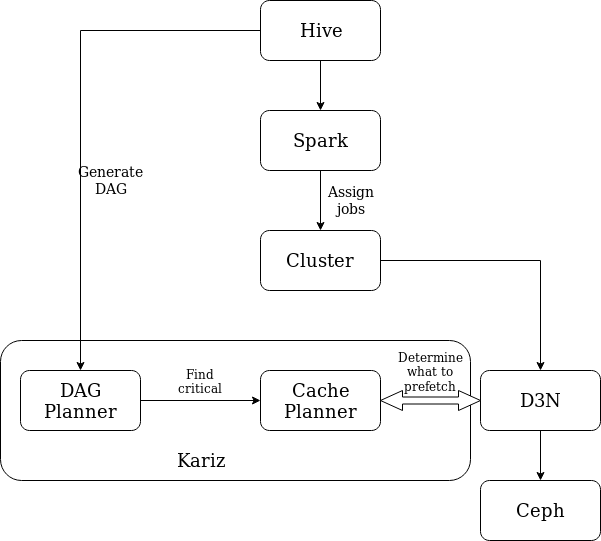 Hive
Spark
Generate
DAG
Assign
jobs
Cluster
Determine
what to
prefetch
Find
critical
DAG
Planner
Cache
Planner
D3N
Kariz
Ceph